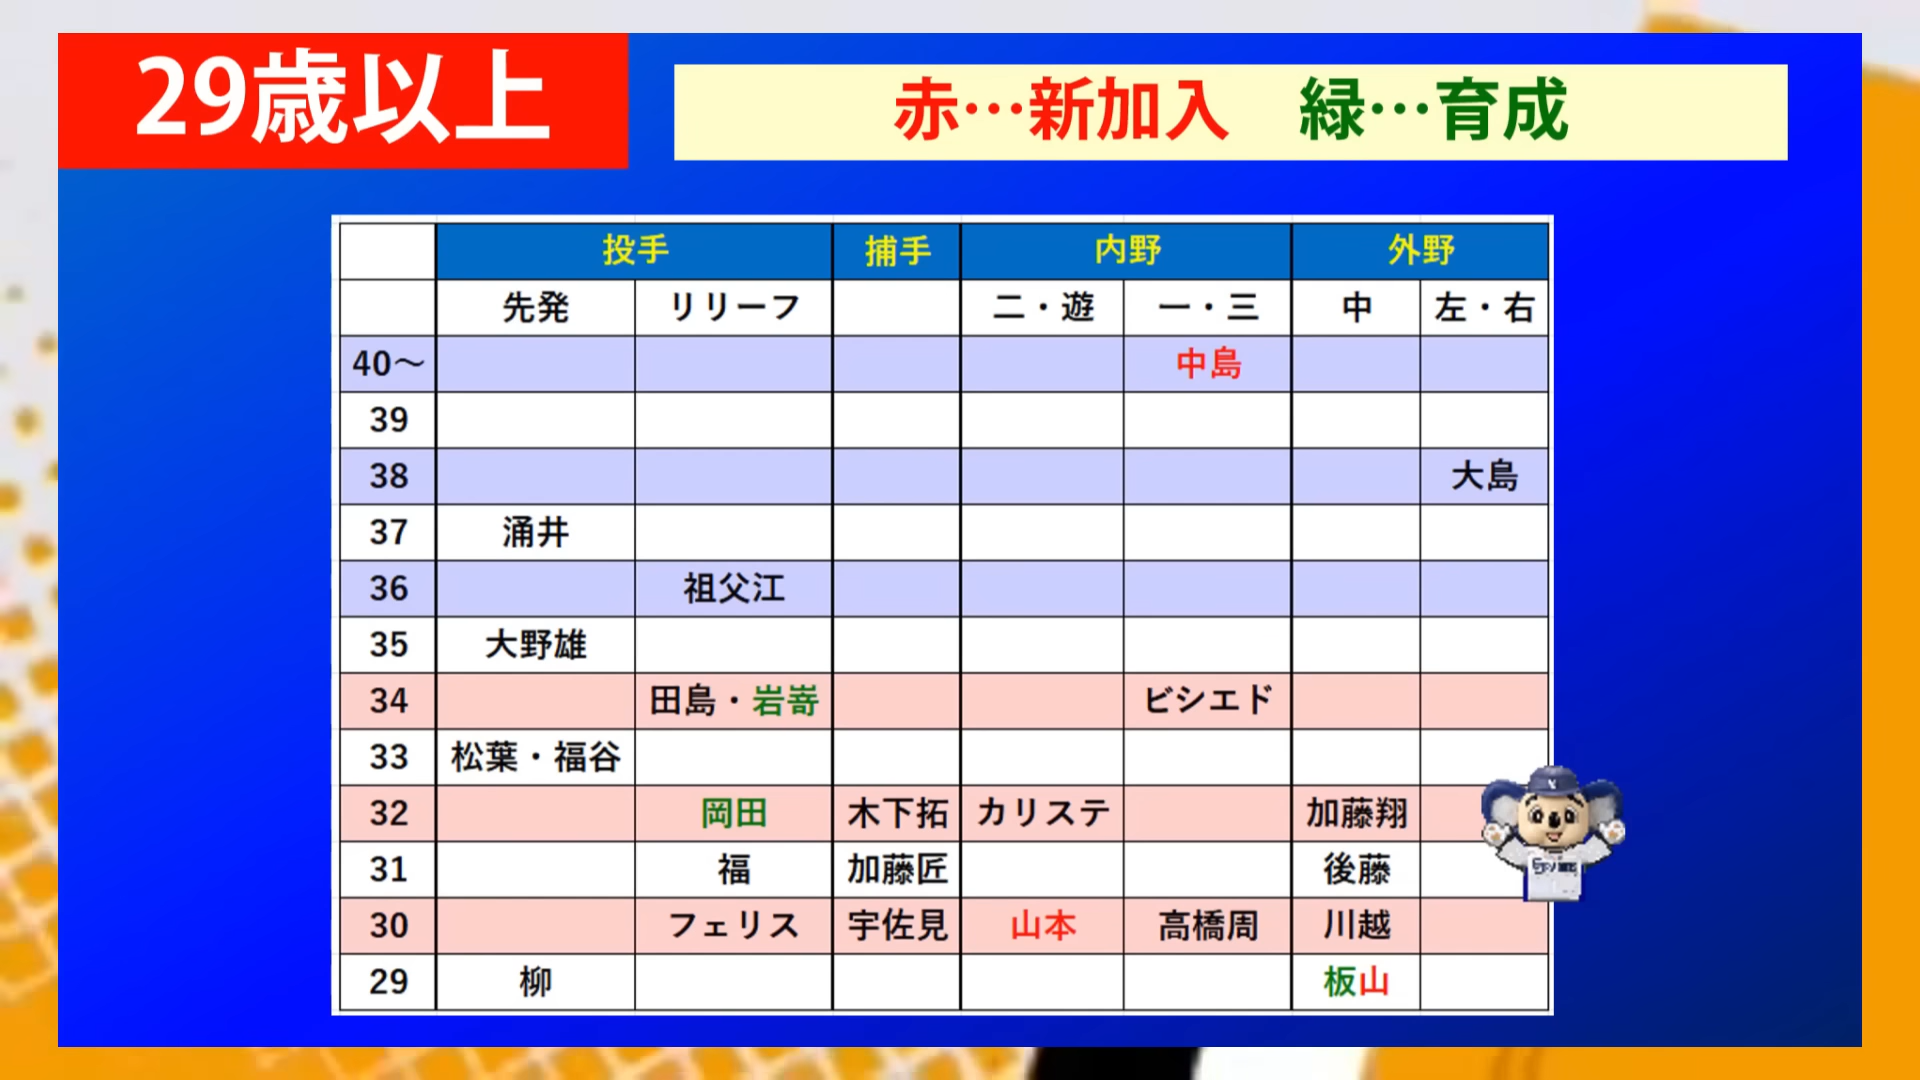 29歳以上
赤…新加入　緑…育成
投手 捕手 内野 外野
先発 リリーフ 二・遊 一・三 中 左・右
40～ 中島
39
38 大島
37 涌井
36 祖父江
35 大野雄
34 田島・岩嵜 ビシエド
33 松葉・福谷
32 岡田 木下拓 カリステ 加藤翔
31 福 加藤匠 後藤
30 フェリス 宇佐見 山本 高橋周 川越
29 柳 板山